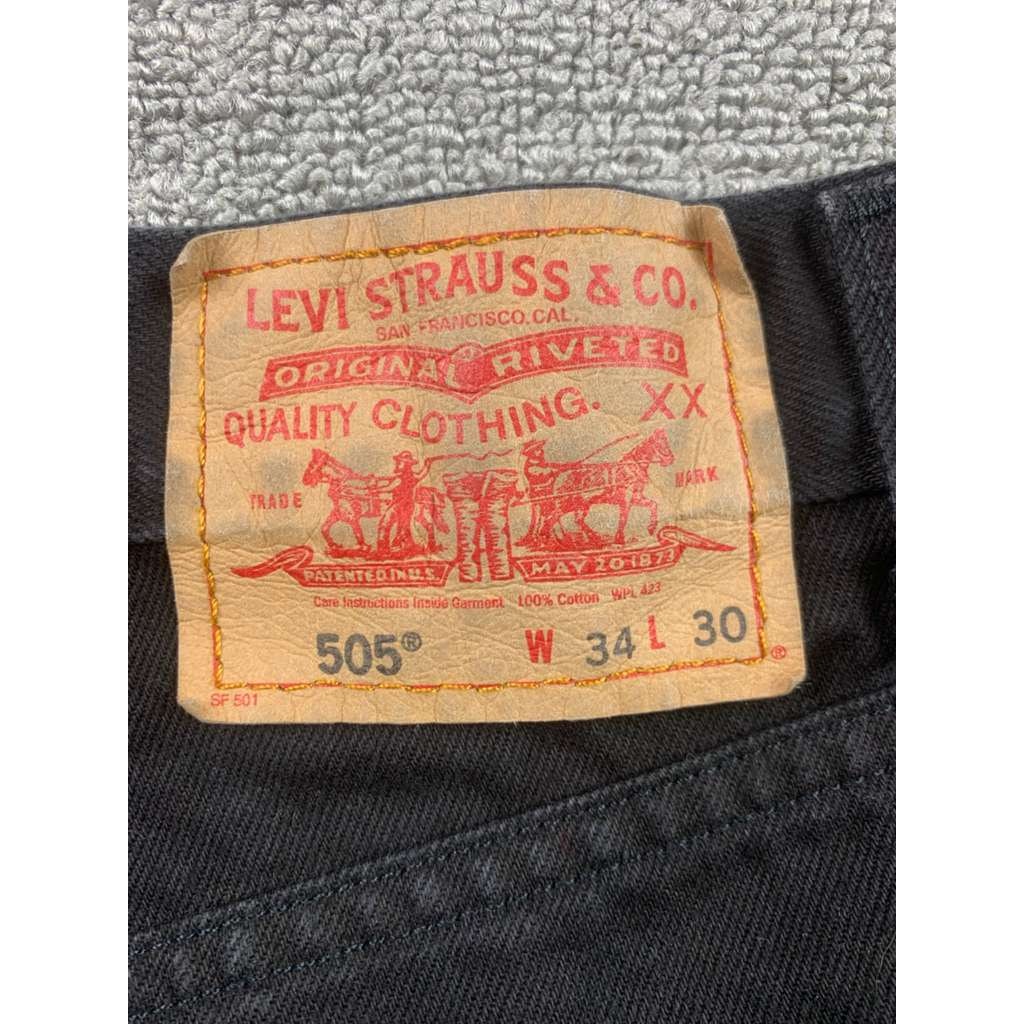 LEVI STRAUSS & CO.
SAN FRANCISCO. CAL.
ORIGINAL RIVETED
QUALITY CLOTHING. XX
TRADE MARK
PATENTED IN U.S. MAY 20 1873
Care Instructions Inside Garment 100% Cotton WPL 423
505® W 34 L 30
®
SF 501